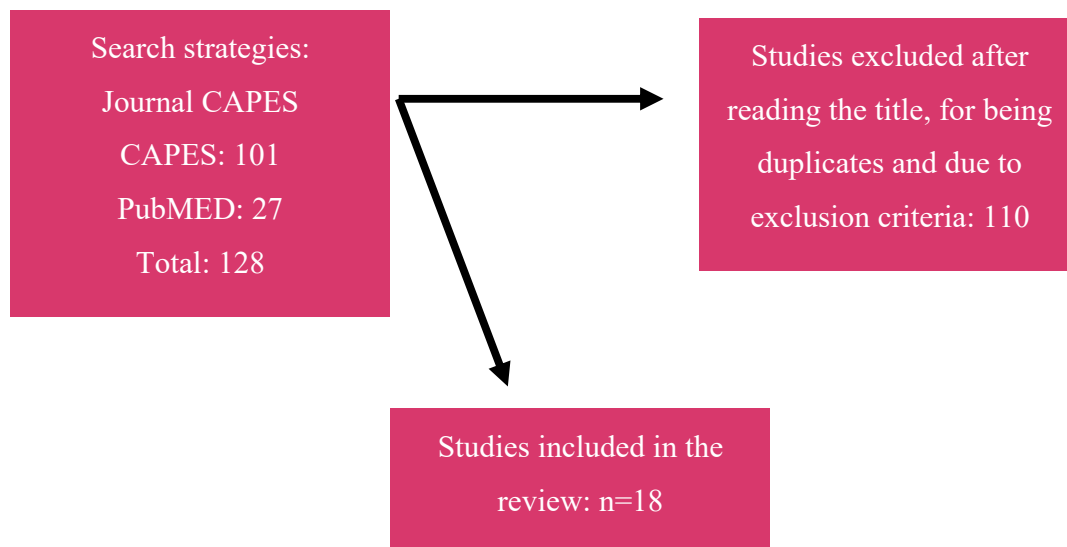 Search strategies:
Journal CAPES
CAPES: 101
PubMED: 27
Total: 128
Studies excluded after
reading the title, for being
duplicates and due to
exclusion criteria: 110
Studies included in the
review: n=18